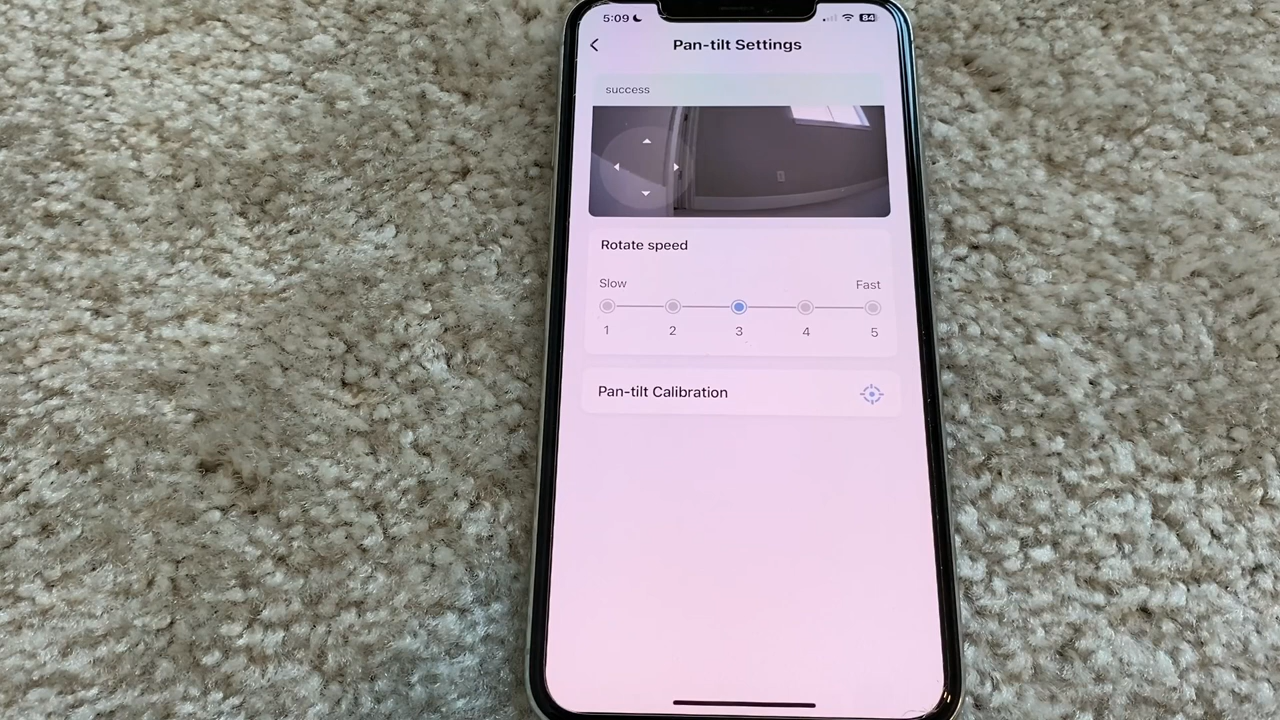 5:09 84
Pan-tilt Settings
success
Rotate speed
Slow Fast
1 2 3 4 5
Pan-tilt Calibration